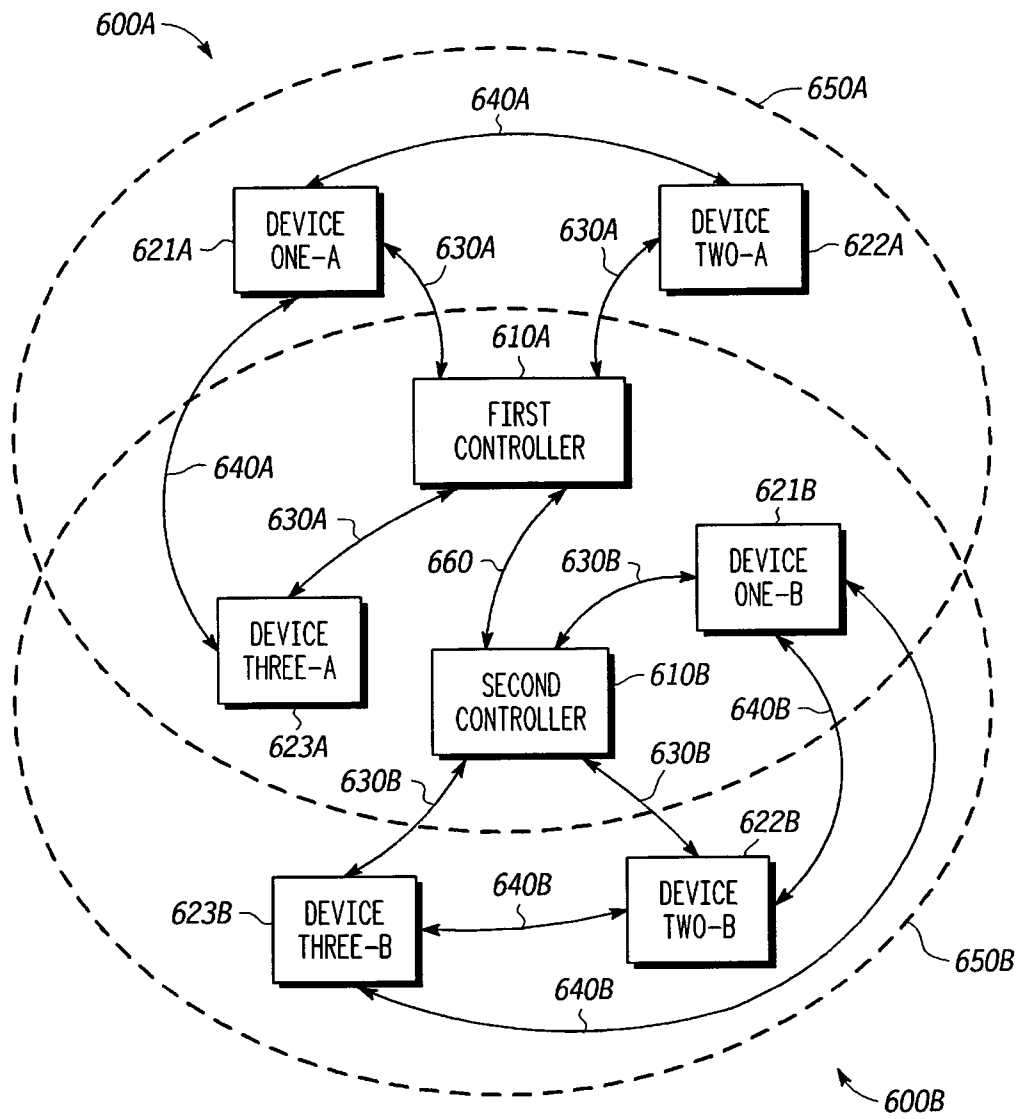 600A
650A
640A
DEVICE
ONE-A
621A
630A
630A
DEVICE
TWO-A
622A
610A
FIRST
CONTROLLER
640A
630A
660
630B
621B
DEVICE
ONE-B
DEVICE
THREE-A
623A
SECOND
CONTROLLER
610B
640B
630B
630B
622B
623B
DEVICE
THREE-B
640B
DEVICE
TWO-B
650B
640B
600B